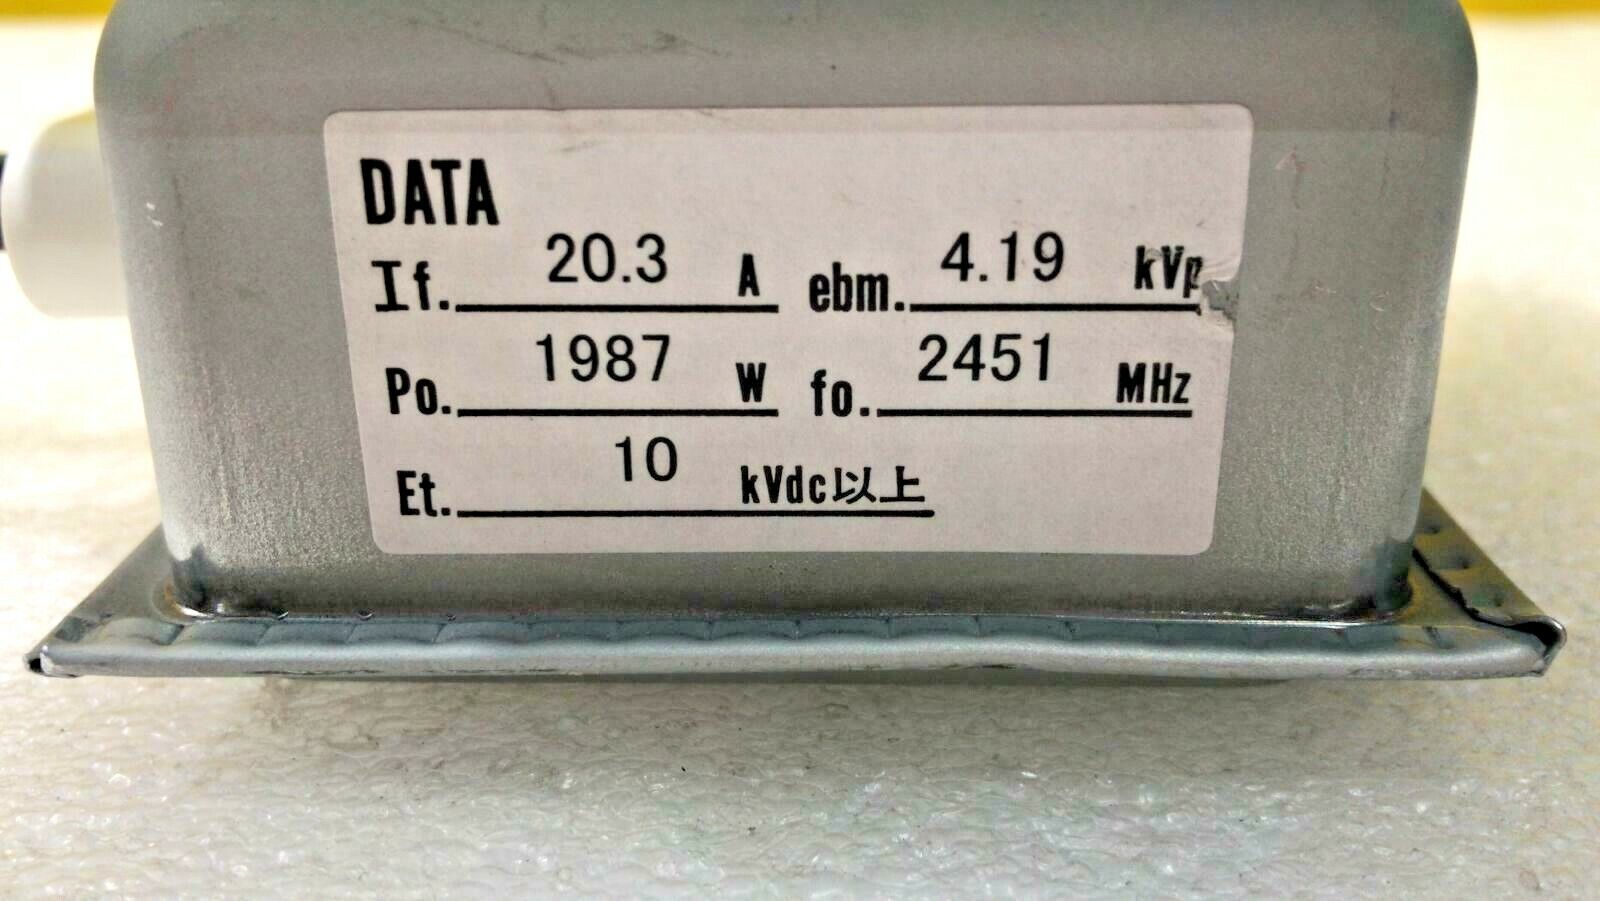 DATA
If. 20.3 A ebm. 4.19 kVp
Po. 1987 W fo. 2451 MHz
Et. 10 kVdc以上